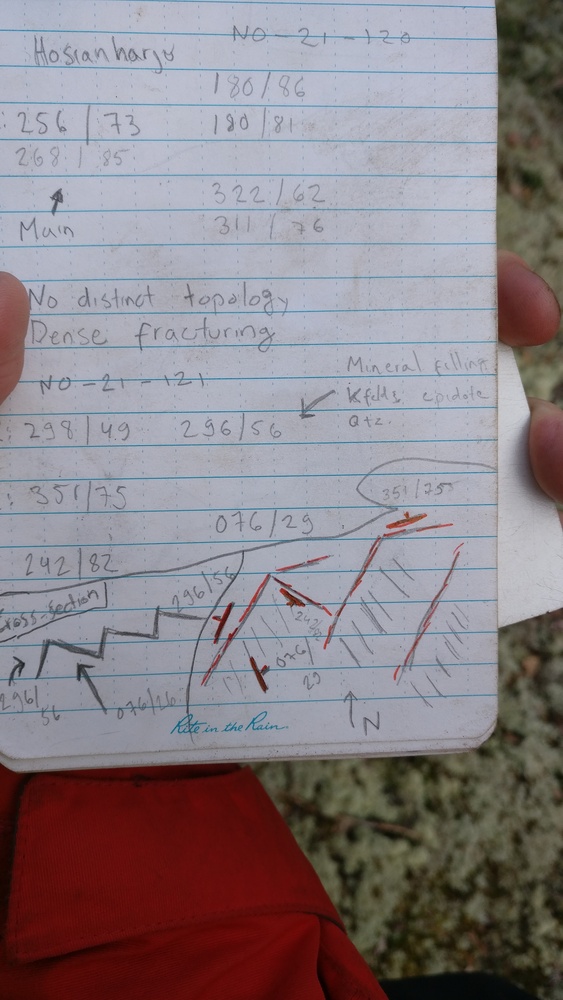 NO-21-120
Hosianharju
180/86
: 256/73 180/81
268/85
322/62
Main 311/76
No distinct topology
Dense fracturing
Mineral filling
NO-21-121 Kfelds epidote
: 298/49 296/56 Qtz.
: 351/75 351/75
076/29
242/82
Cross-section 296/56
242/82
076/
29
296/
56 076/26
N
Rite in the Rain